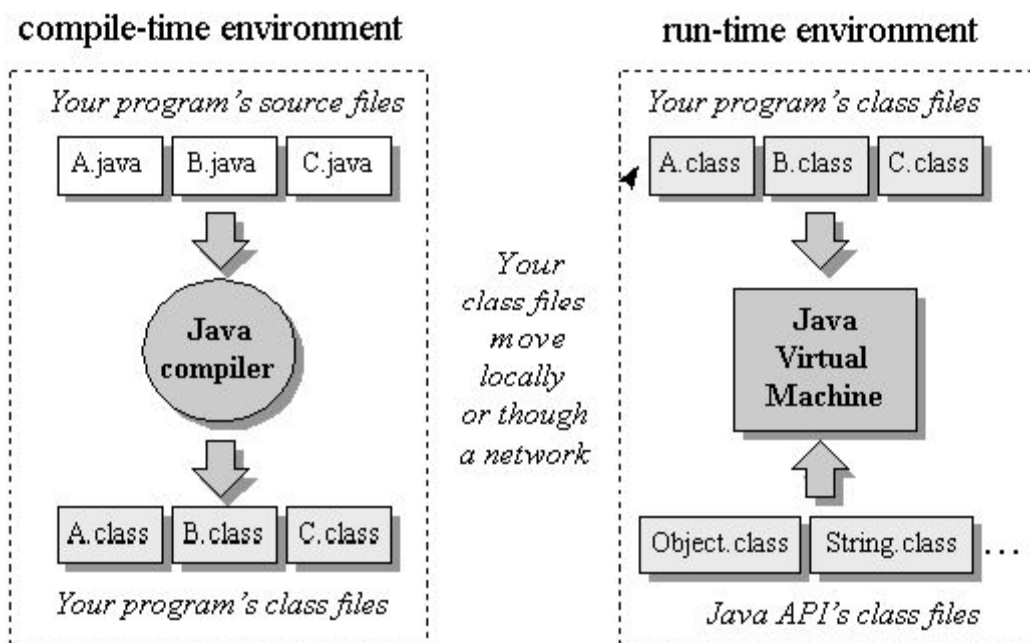 compile-time environment
Your program's source files
A.java B.java C.java
Java
compiler
A.class B.class C.class
Your program's class files
Your
class files
move
locally
or though
a network
run-time environment
Your program's class files
A.class B.class C.class
Java
Virtual
Machine
Object.class String.class ...
Java API's class files